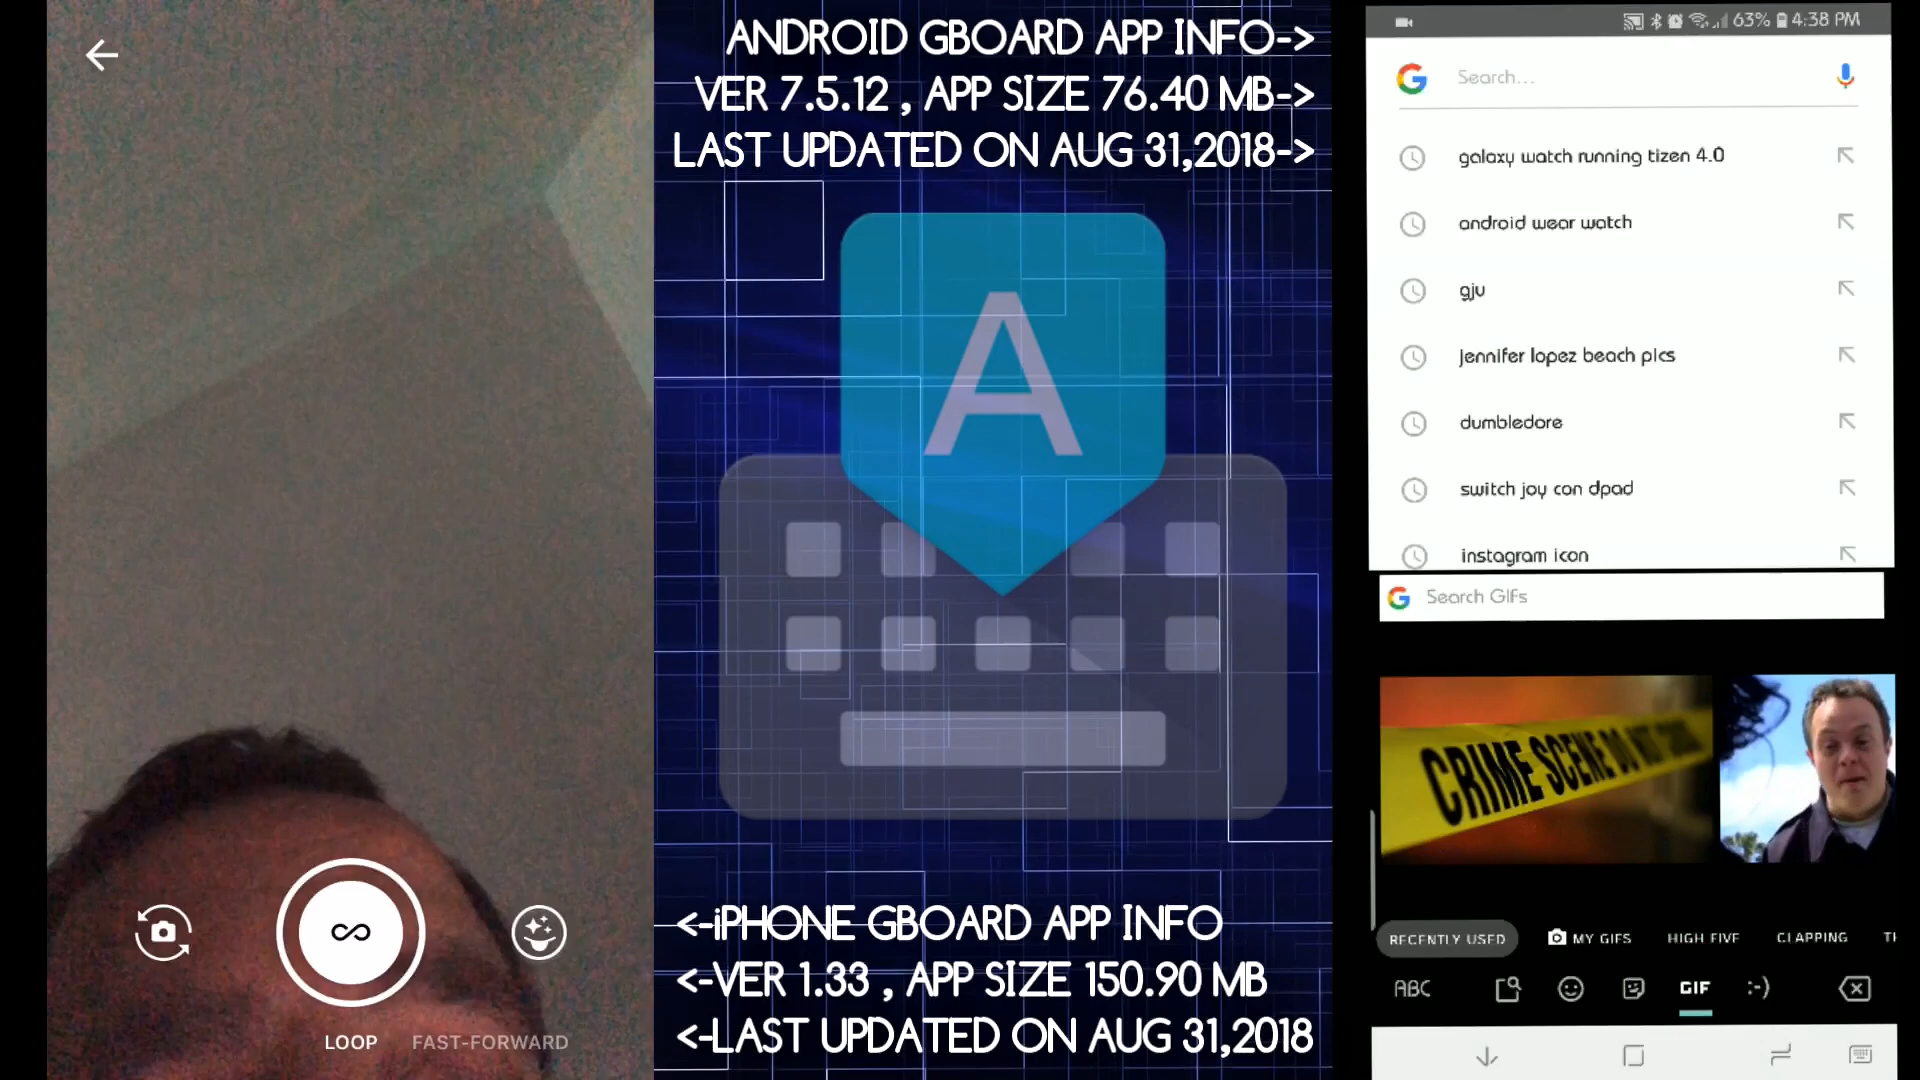 ANDROID GBOARD APP INFO->
VER 7.5.12 , APP SIZE 76.40 MB->
LAST UPDATED ON AUG 31,2018->
A
<-iPHONE GBOARD APP INFO
<-VER 1.33 , APP SIZE 150.90 MB
<-LAST UPDATED ON AUG 31,2018
LOOP FAST-FORWARD
63% 4:38 PM
G Search...
galaxy watch running tizen 4.0
android wear watch
gju
jennifer lopez beach pics
dumbledore
switch joy con dpad
instagram icon
G Search GIFs
CRIME SCENE DO NOT
RECENTLY USED MY GIFS HIGH FIVE CLAPPING TH
ABC GIF :-)